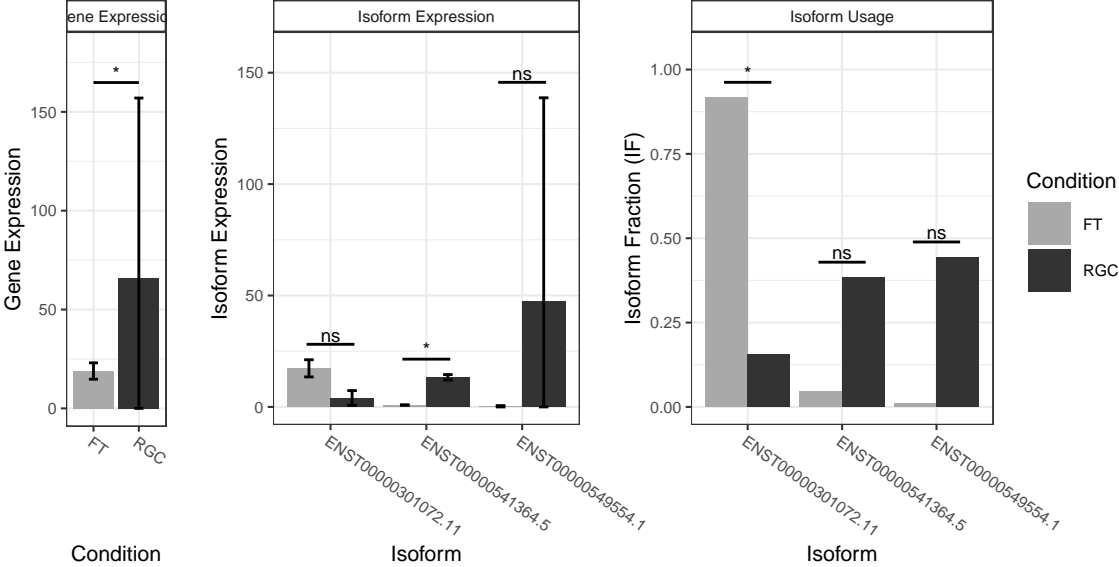 ene Expressio
Gene Expression
150
100
50
0
*
FT
RGC
Condition
Isoform Expression
Isoform Expression
150
100
50
0
ns
*
ns
ENST00000301072.11
ENST00000541364.5
ENST00000549554.1
Isoform
Isoform Usage
Isoform Fraction (IF)
1.00
0.75
0.50
0.25
0.00
*
ns
ns
ENST00000301072.11
ENST00000541364.5
ENST00000549554.1
Isoform
Condition
FT
RGC